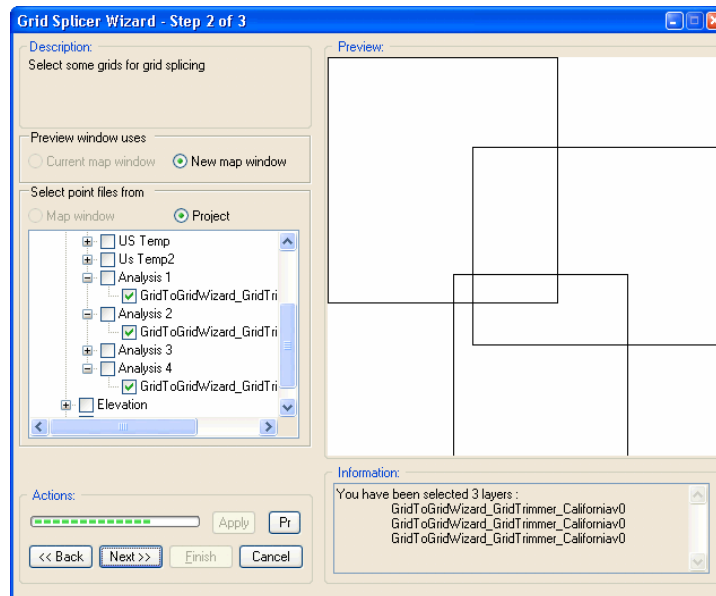 Grid Splicer Wizard - Step 2 of 3
Description:
Select some grids for grid splicing
Preview window uses
Current map window
New map window
Select point files from
Map window
Project
US Temp
Us Temp2
Analysis 1
GridToGridWizard_GridTri
Analysis 2
GridToGridWizard_GridTri
Analysis 3
Analysis 4
GridToGridWizard_GridTri
Elevation
Actions:
Apply
Pr
<< Back
Next >>
Finish
Cancel
Preview:
Information:
You have been selected 3 layers :
GridToGridWizard_GridTrimmer_Californiav0
GridToGridWizard_GridTrimmer_Californiav0
GridToGridWizard_GridTrimmer_Californiav0